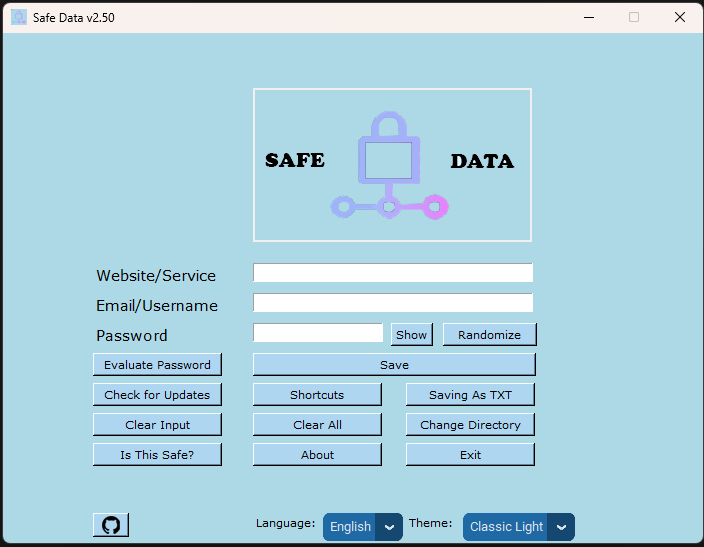 Safe Data v2.50
SAFE DATA
Website/Service
Email/Username
Password Show Randomize
Evaluate Password Save
Check for Updates Shortcuts Saving As TXT
Clear Input Clear All Change Directory
Is This Safe? About Exit
Language: English Theme: Classic Light